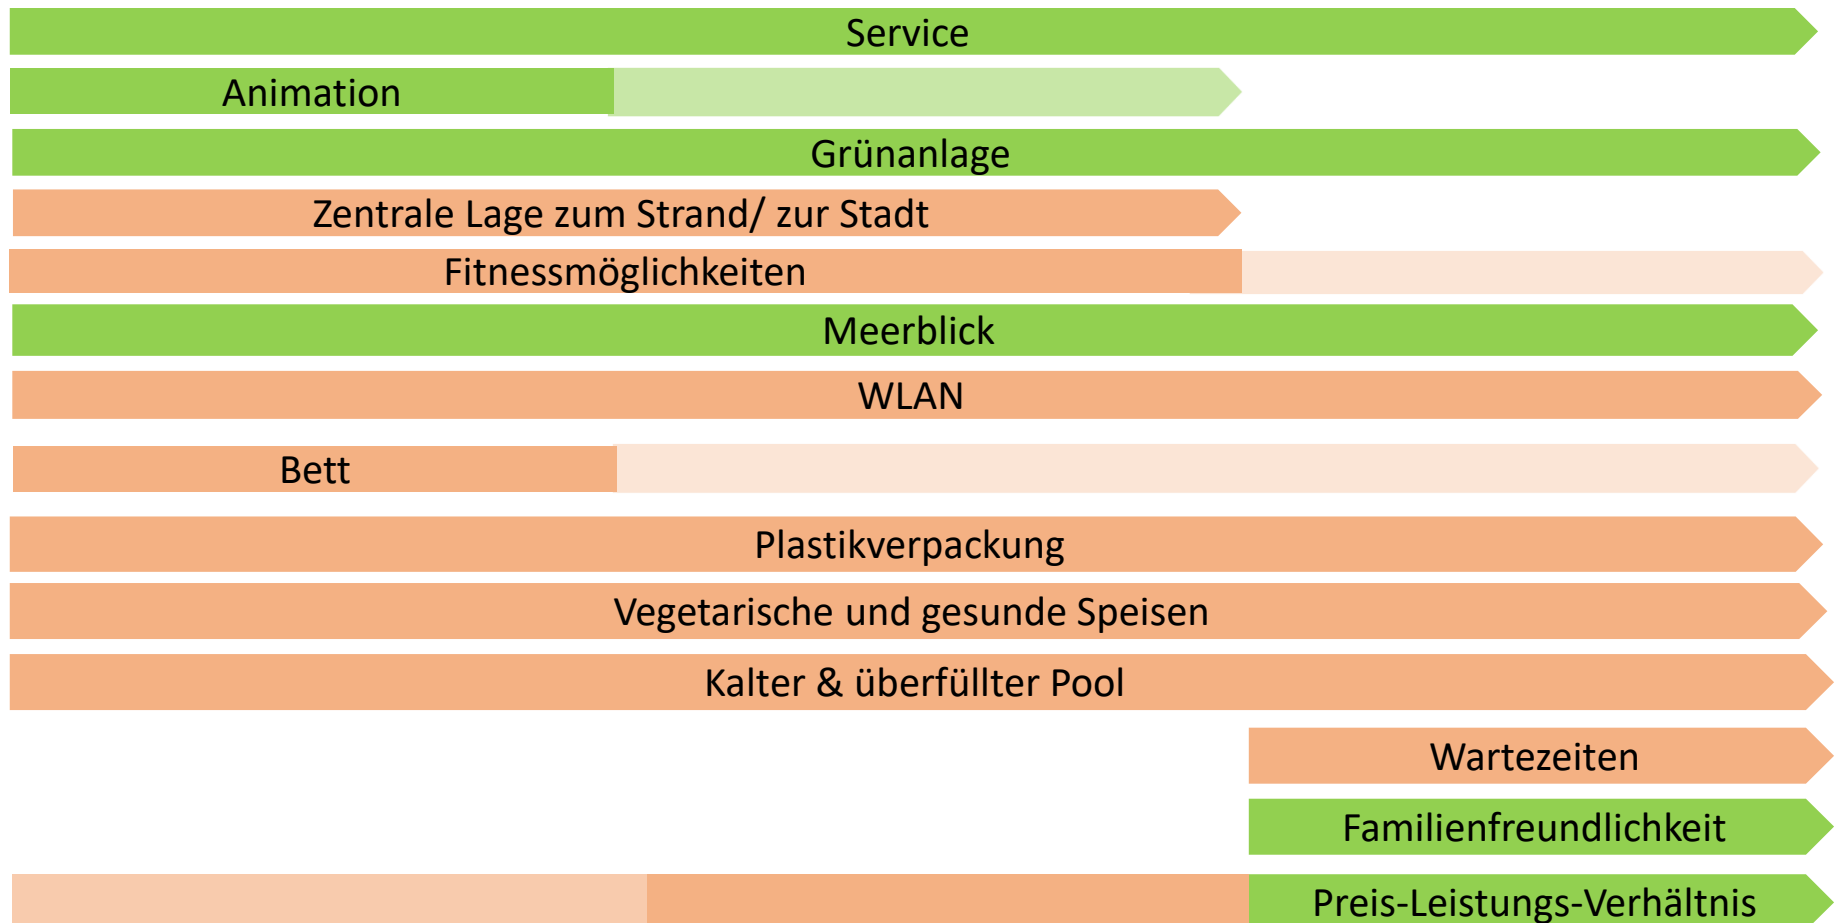 Service
Animation
Grünanlage
Zentrale Lage zum Strand/ zur Stadt
Fitnessmöglichkeiten
Meerblick
WLAN
Bett
Plastikverpackung
Vegetarische und gesunde Speisen
Kalter & überfüllter Pool
Wartezeiten
Familienfreundlichkeit
Preis-Leistungs-Verhältnis